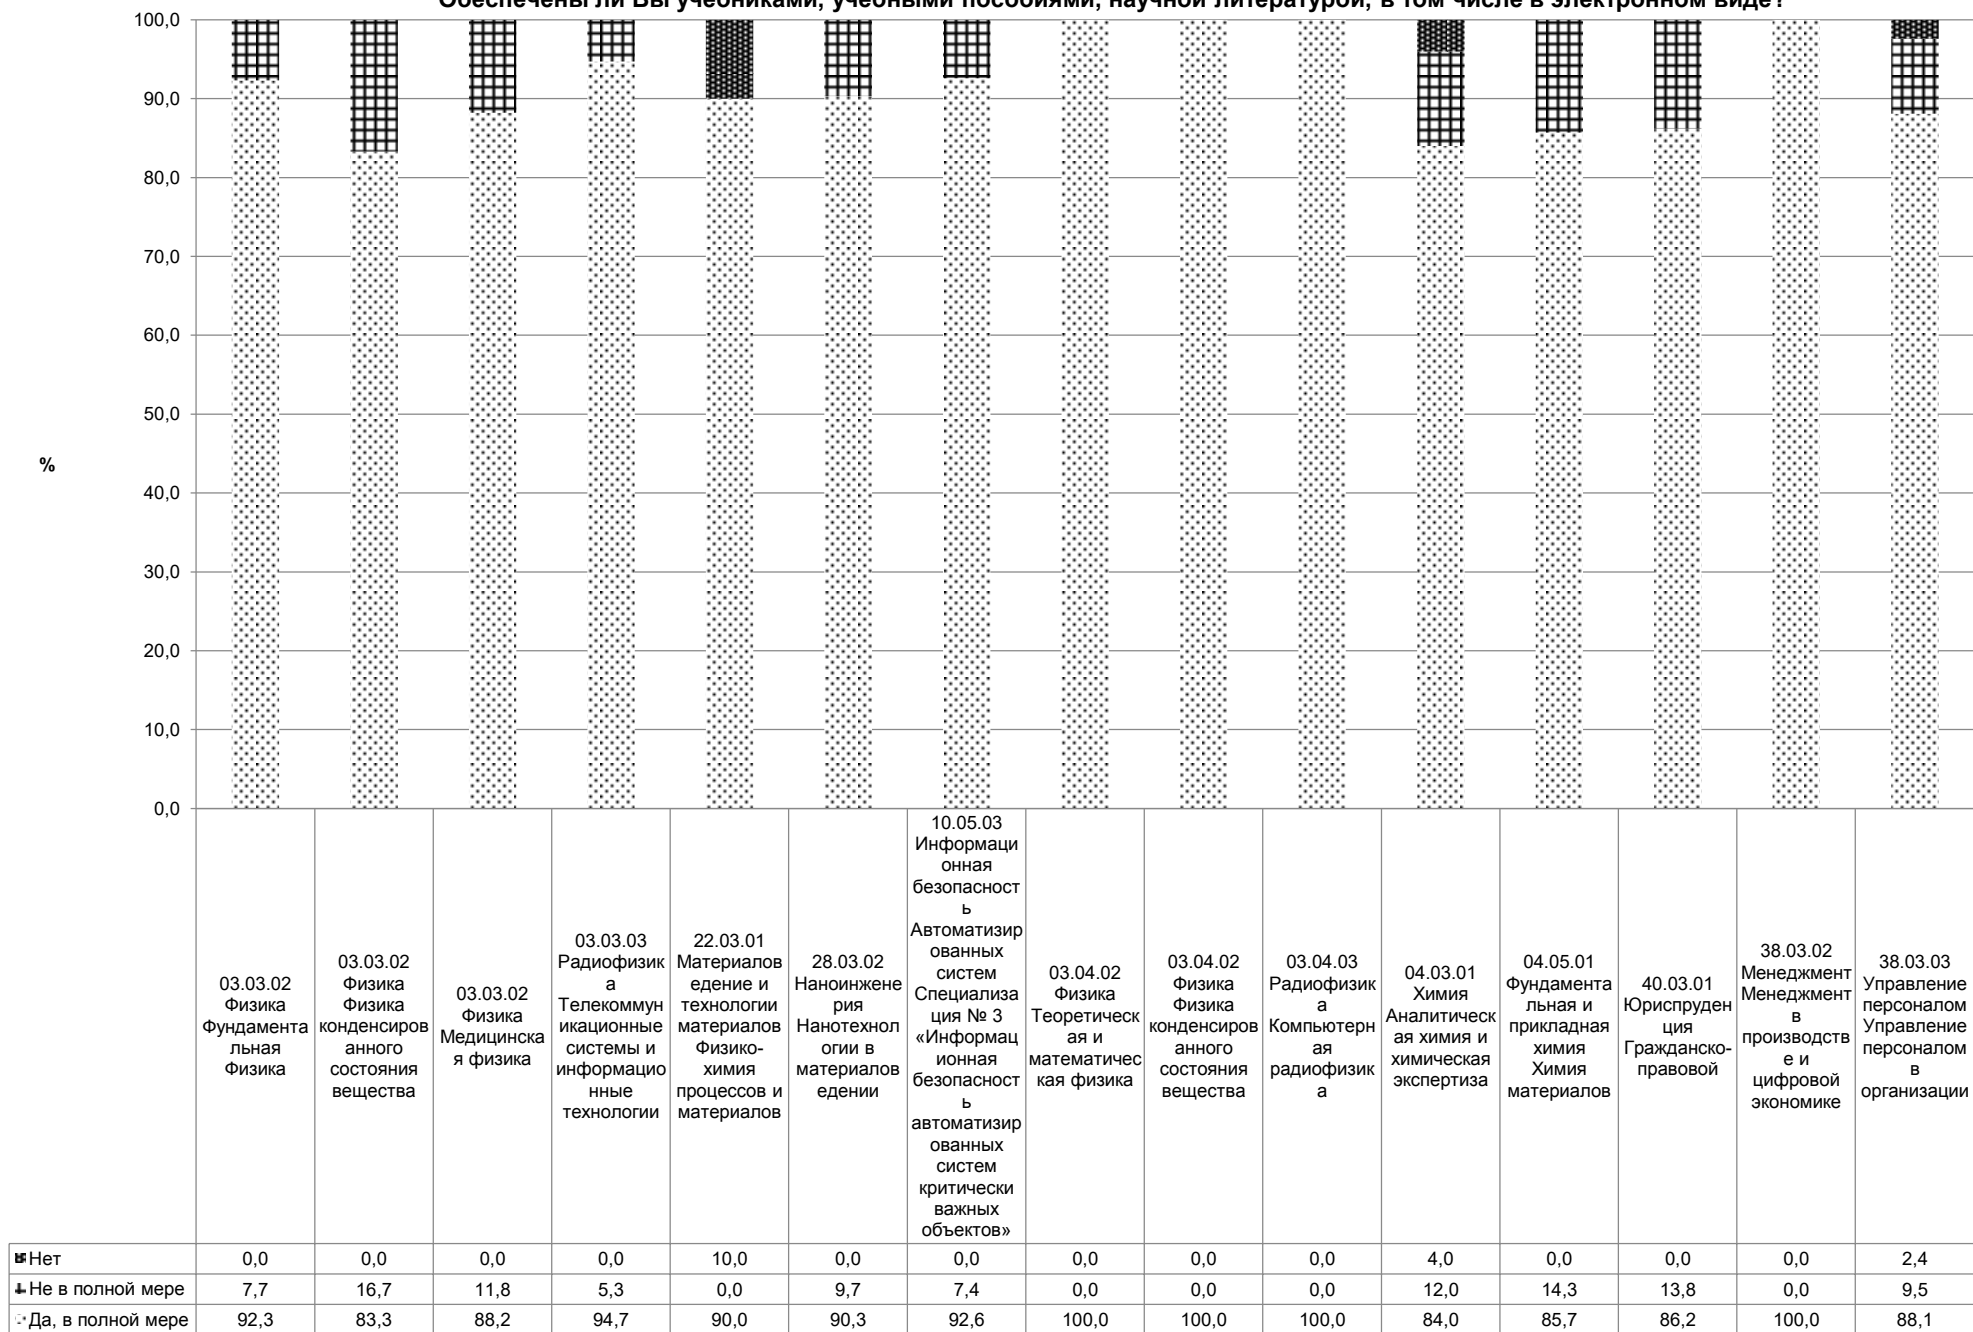 Обеспечены ли Вы учебниками, учебными пособиями, научной литературой, в том числе в электронном виде?
100,0
90,0
80,0
70,0
60,0
50,0
%
40,0
30,0
20,0
10,0
0,0
03.03.02
Физика
Фундамента
льная
Физика
03.03.02
Физика
Физика
конденсиров
анного
состояния
вещества
03.03.02
Физика
Медицинска
я физика
03.03.03
Радиофизик
а
Телекоммун
икационные
системы и
информацио
нные
технологии
22.03.01
Материалов
едение и
технологии
материалов
Физико-
химия
процессов и
материалов
28.03.02
Наноинжене
рия
Нанотехнол
огии в
материалов
едении
10.05.03
Информаци
онная
безопасност
ь
Автоматизир
ованных
систем
Специализа
ция № 3
«Информац
ионная
безопасност
ь
автоматизир
ованных
систем
критически
важных
объектов»
03.04.02
Физика
Теоретическ
ая и
математичес
кая физика
03.04.02
Физика
Физика
конденсиров
анного
состояния
вещества
03.04.03
Радиофизик
а
Компьютерн
ая
радиофизик
а
04.03.01
Химия
Аналитическ
ая химия и
химическая
экспертиза
04.05.01
Фундамента
льная и
прикладная
химия
Химия
материалов
40.03.01
Юриспруден
ция
Гражданско-
правовой
38.03.02
Менеджмент
Менеджмент
в
производств
е и
цифровой
экономике
38.03.03
Управление
персоналом
Управление
персоналом
в
организации
Нет 0,0 0,0 0,0 0,0 10,0 0,0 0,0 0,0 0,0 0,0 4,0 0,0 0,0 0,0 2,4
Не в полной мере 7,7 16,7 11,8 5,3 0,0 9,7 7,4 0,0 0,0 0,0 12,0 14,3 13,8 0,0 9,5
Да, в полной мере 92,3 83,3 88,2 94,7 90,0 90,3 92,6 100,0 100,0 100,0 84,0 85,7 86,2 100,0 88,1